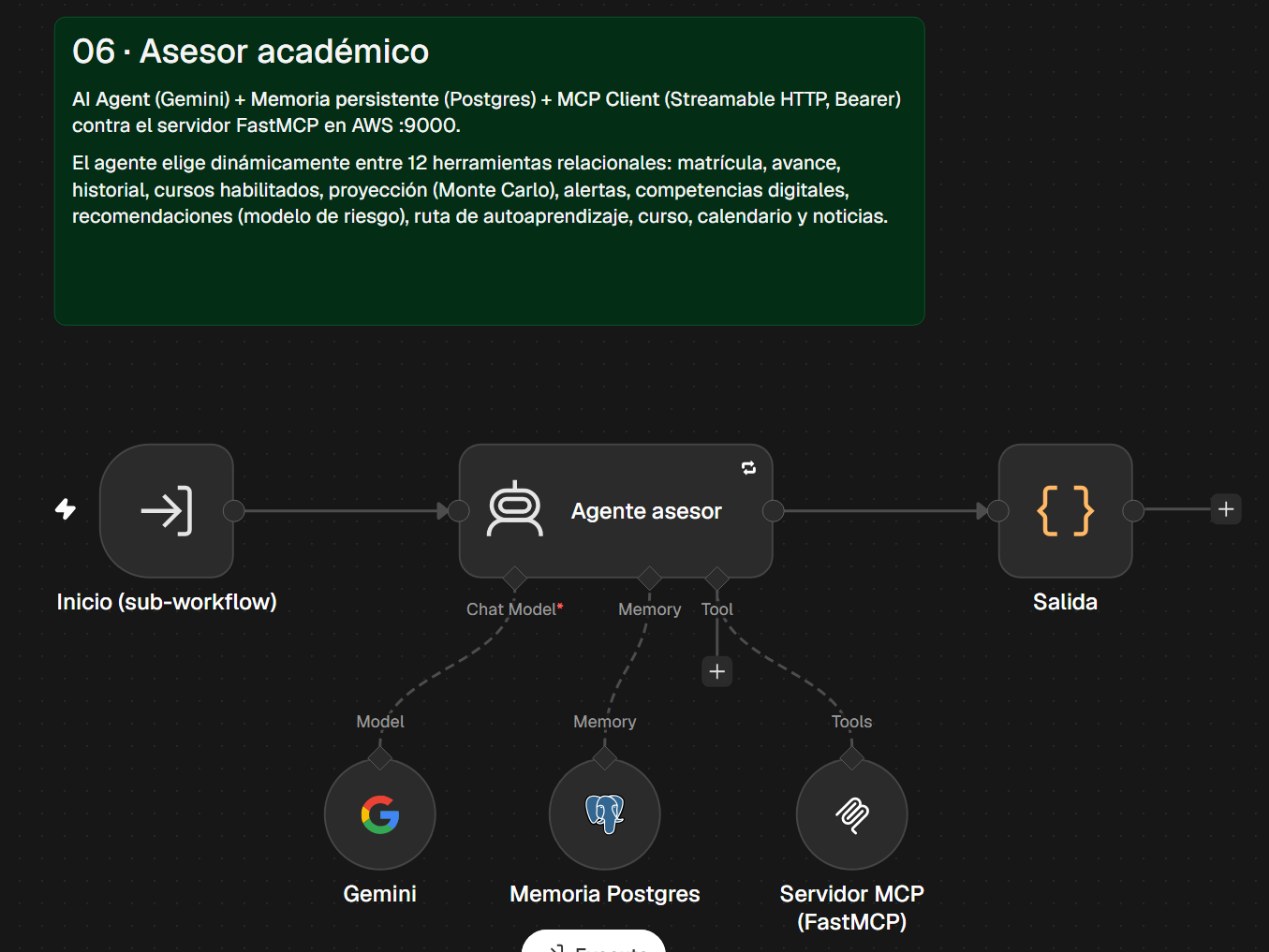 06 · Asesor académico
AI Agent (Gemini) + Memoria persistente (Postgres) + MCP Client (Streamable HTTP, Bearer)
contra el servidor FastMCP en AWS :9000.
El agente elige dinámicamente entre 12 herramientas relacionales: matrícula, avance,
historial, cursos habilitados, proyección (Monte Carlo), alertas, competencias digitales,
recomendaciones (modelo de riesgo), ruta de autoaprendizaje, curso, calendario y noticias.
Agente asesor
Inicio (sub-workflow)
Salida
Chat Model*
Memory
Tool
Model
Memory
Tools
Gemini
Memoria Postgres
Servidor MCP
(FastMCP)